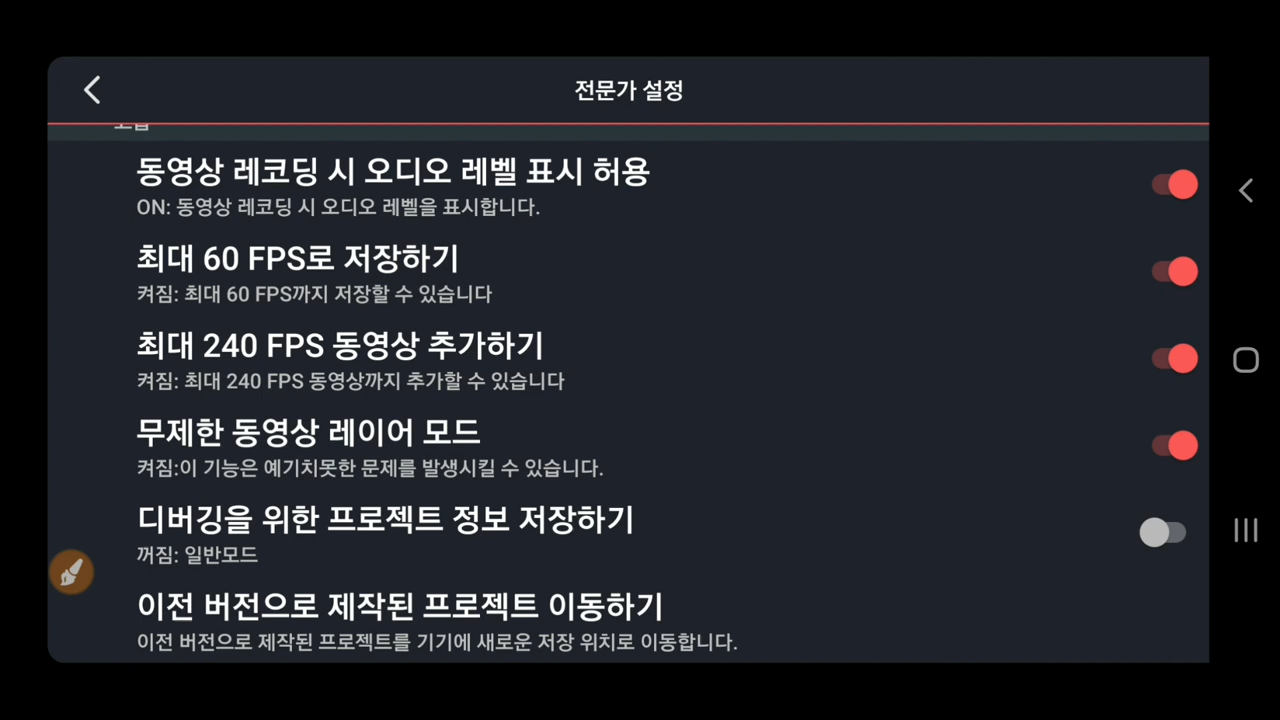 전문가 설정
동영상 레코딩 시 오디오 레벨 표시 허용
ON: 동영상 레코딩 시 오디오 레벨을 표시합니다.
최대 60 FPS로 저장하기
켜짐: 최대 60 FPS까지 저장할 수 있습니다
최대 240 FPS 동영상 추가하기
켜짐: 최대 240 FPS 동영상까지 추가할 수 있습니다
무제한 동영상 레이어 모드
켜짐:이 기능은 예기치못한 문제를 발생시킬 수 있습니다.
디버깅을 위한 프로젝트 정보 저장하기
꺼짐: 일반모드
이전 버전으로 제작된 프로젝트 이동하기
이전 버전으로 제작된 프로젝트를 기기에 새로운 저장 위치로 이동합니다.